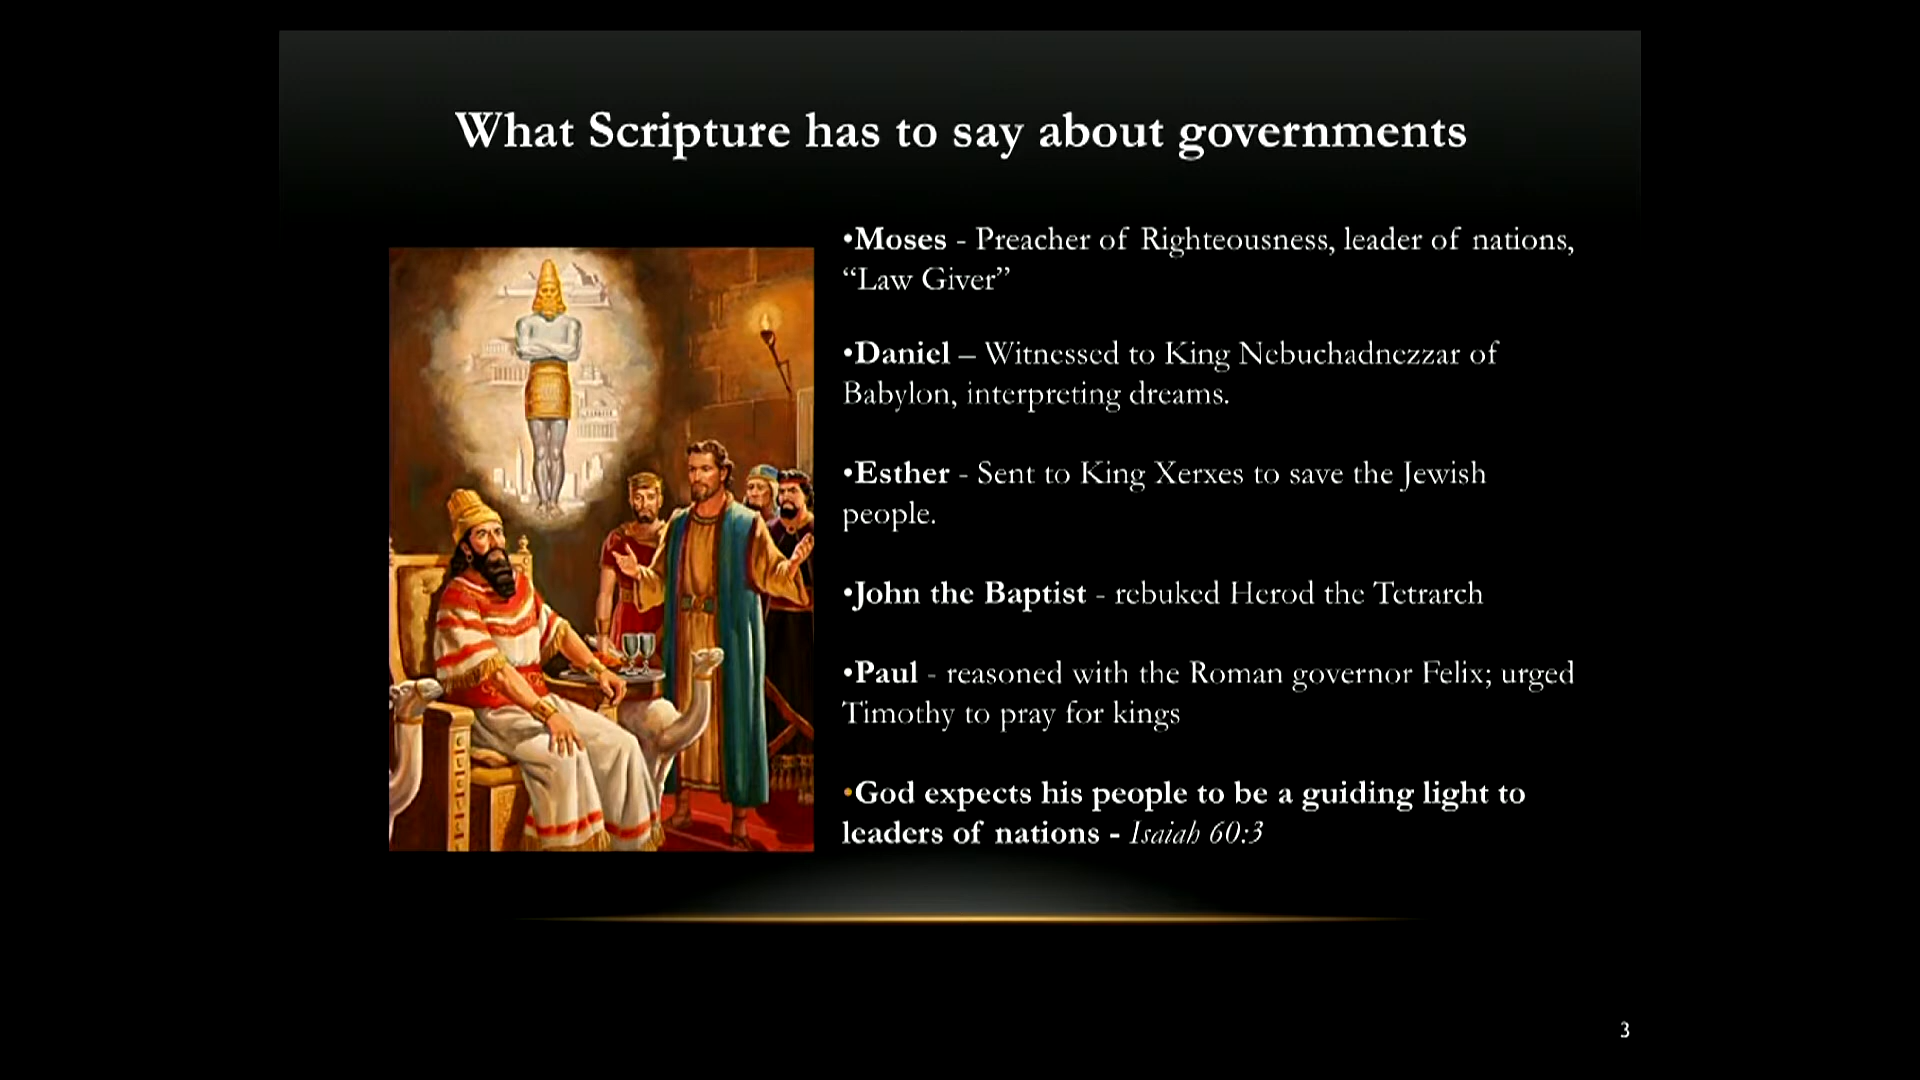 What Scripture has to say about governments
•Moses - Preacher of Righteousness, leader of nations,
“Law Giver”
•Daniel – Witnessed to King Nebuchadnezzar of
Babylon, interpreting dreams.
•Esther - Sent to King Xerxes to save the Jewish
people.
•John the Baptist - rebuked Herod the Tetrarch
•Paul - reasoned with the Roman governor Felix; urged
Timothy to pray for kings
•God expects his people to be a guiding light to
leaders of nations - Isaiah 60:3
3